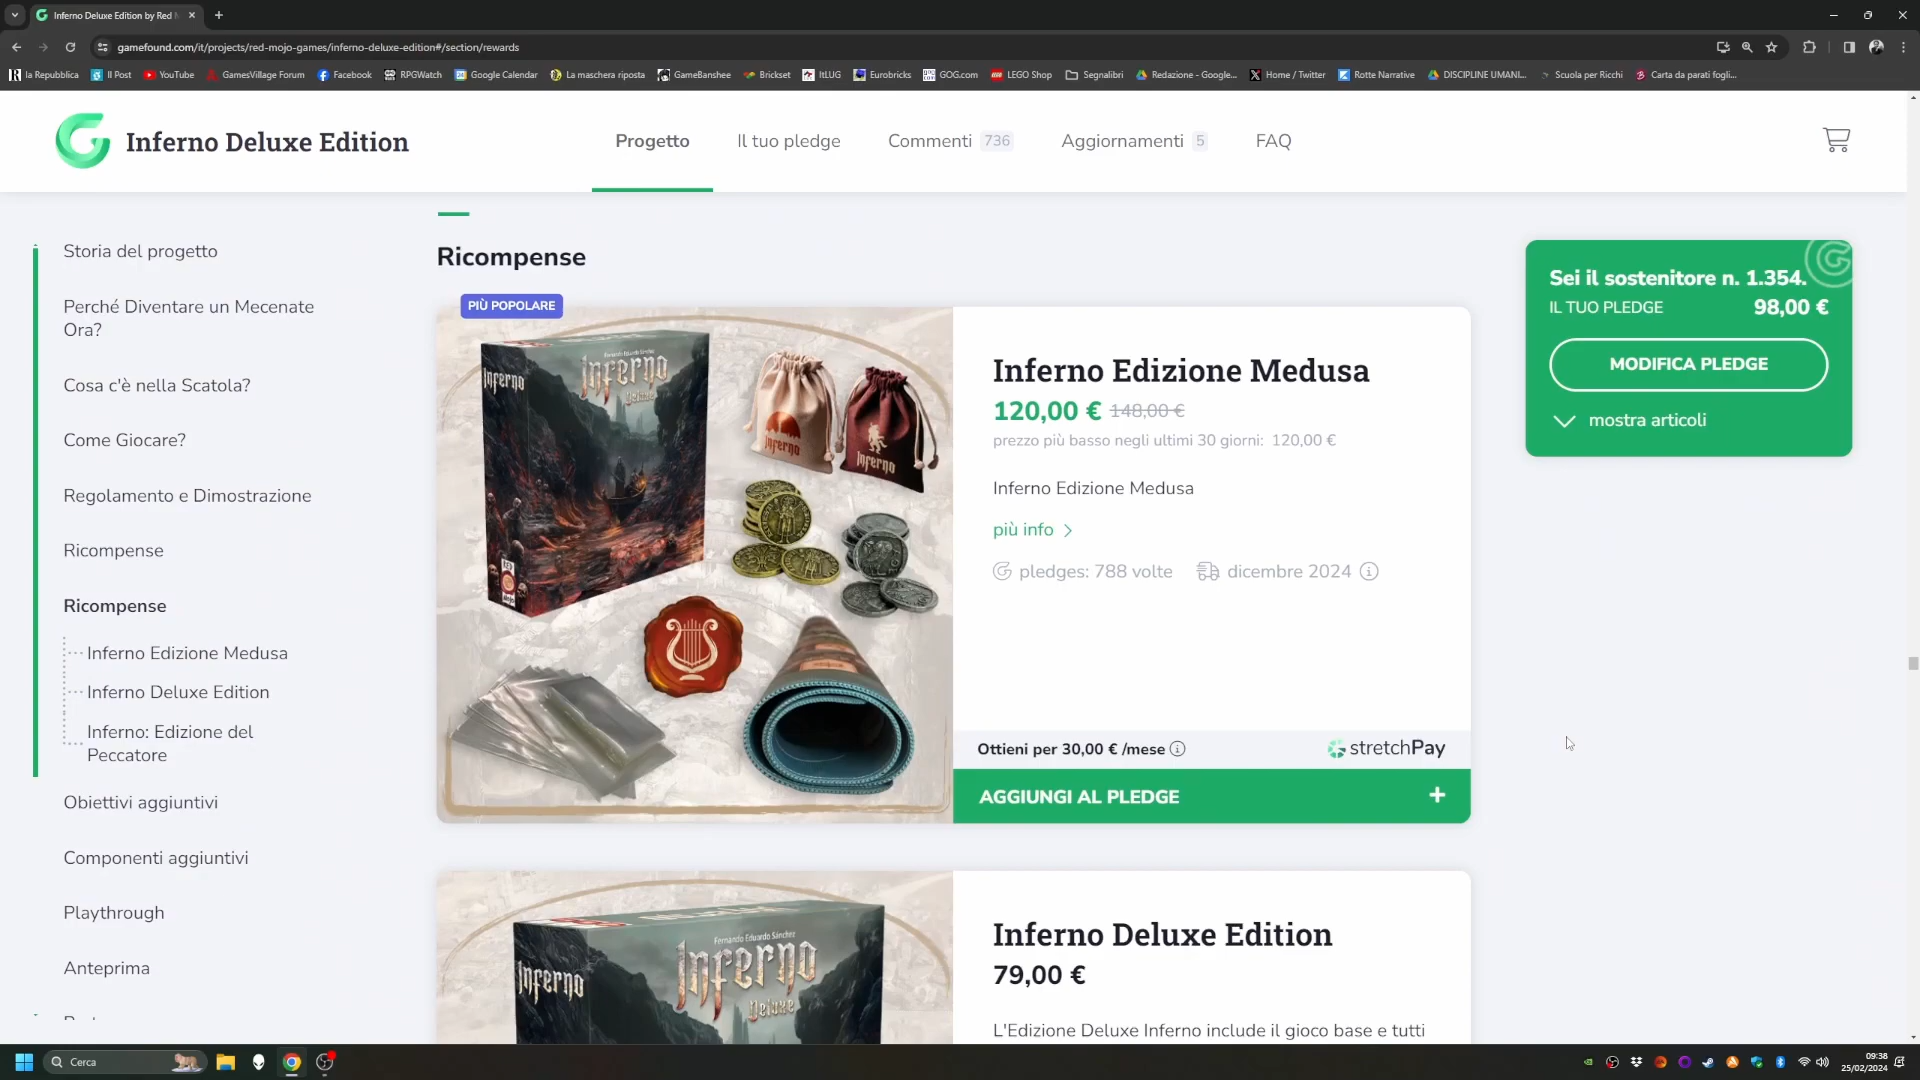 Inferno Deluxe Edition by Red M
gamefound.com/it/projects/red-mojo-games/inferno-deluxe-edition#/section/rewards
la Repubblica
Il Post
YouTube
GamesVillage Forum
Facebook
RPGWatch
Google Calendar
La maschera riposta
GameBanshee
Brickset
ItLUG
Eurobricks
GOG.com
LEGO Shop
Segnalibri
Redazione - Google...
Home / Twitter
Rotte Narrative
DISCIPLINE UMANI...
Scuola per Ricchi
Carta da parati fogli...
Inferno Deluxe Edition
Progetto
Il tuo pledge
Commenti 736
Aggiornamenti 5
FAQ
Storia del progetto
Perché Diventare un Mecenate
Ora?
Cosa c'è nella Scatola?
Come Giocare?
Regolamento e Dimostrazione
Ricompense
Ricompense
Inferno Edizione Medusa
Inferno Deluxe Edition
Inferno: Edizione del
Peccatore
Obiettivi aggiuntivi
Componenti aggiuntivi
Playthrough
Anteprima
Ricompense
PIÙ POPOLARE
Fernando Eduardo Sánchez
Inferno
Inferno
Deluxe
Inferno
Inferno
Inferno Edizione Medusa
120,00 € 148,00 €
prezzo più basso negli ultimi 30 giorni: 120,00 €
Inferno Edizione Medusa
più info
pledges: 788 volte
dicembre 2024
Ottieni per 30,00 € /mese
stretchPay
AGGIUNGI AL PLEDGE +
Fernando Eduardo Sánchez
Inferno
Inferno
Deluxe
Inferno Deluxe Edition
79,00 €
L'Edizione Deluxe Inferno include il gioco base e tutti
Sei il sostenitore n. 1.354.
IL TUO PLEDGE 98,00 €
MODIFICA PLEDGE
mostra articoli
Cerca
09:38
25/02/2024